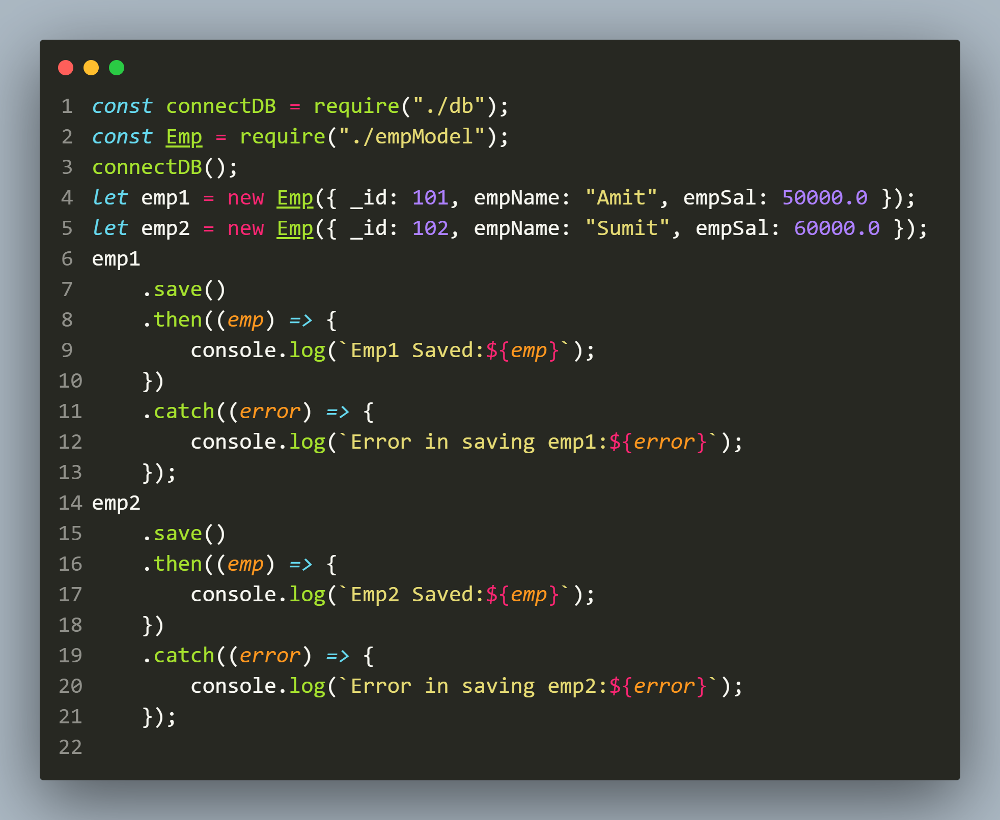 1 const connectDB = require("./db");
2 const Emp = require("./empModel");
3 connectDB();
4 let emp1 = new Emp({ _id: 101, empName: "Amit", empSal: 50000.0 });
5 let emp2 = new Emp({ _id: 102, empName: "Sumit", empSal: 60000.0 });
6 emp1
7     .save()
8     .then((emp) => {
9         console.log(`Emp1 Saved:${emp}`);
10     })
11     .catch((error) => {
12         console.log(`Error in saving emp1:${error}`);
13     });
14 emp2
15     .save()
16     .then((emp) => {
17         console.log(`Emp2 Saved:${emp}`);
18     })
19     .catch((error) => {
20         console.log(`Error in saving emp2:${error}`);
21     });
22